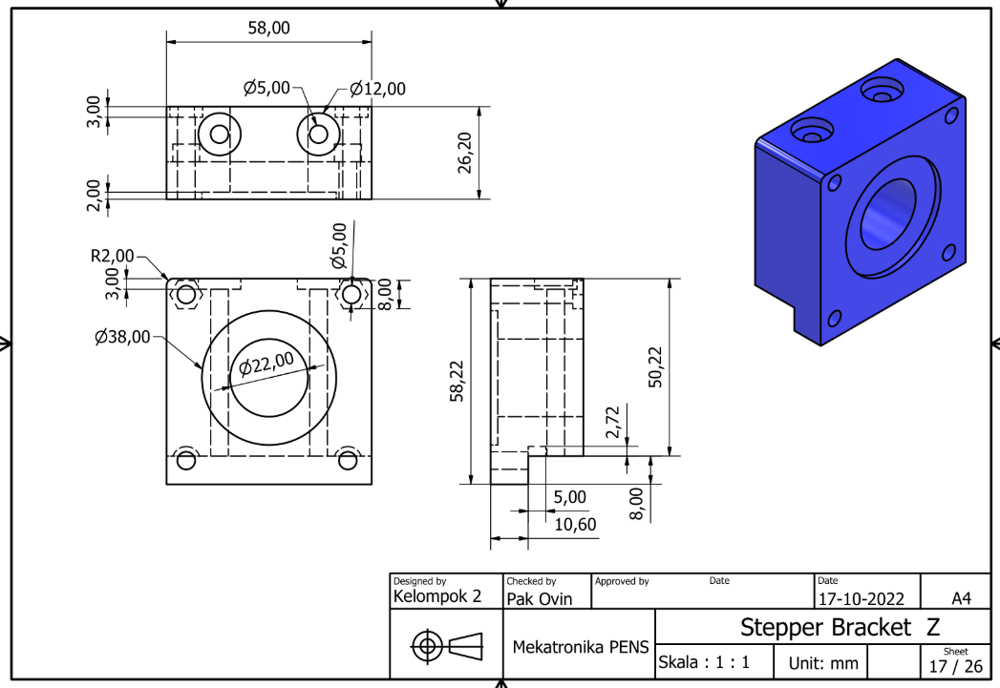 58,00
Ø5,00
Ø12,00
3,00
26,20
2,00
R2,00
3,00
Ø5,00
8,00
Ø38,00
Ø22,00
58,22
50,22
2,72
5,00
8,00
10,60
Designed by
Kelompok 2
Checked by
Pak Ovin
Approved by
Date
Date
17-10-2022
A4
Mekatronika PENS
Stepper Bracket Z
Skala : 1 : 1
Unit: mm
Sheet
17 / 26